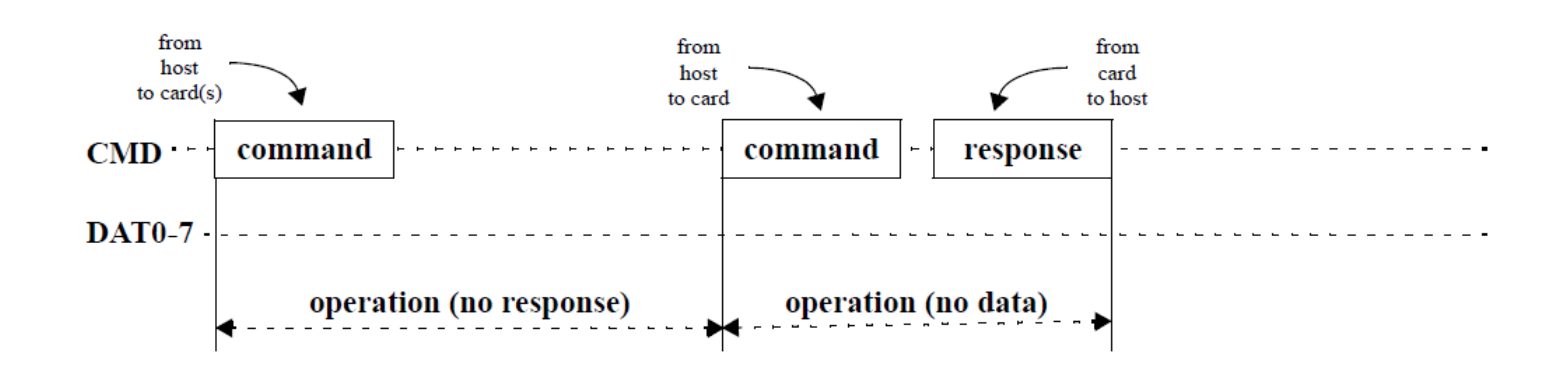 from
host
to card(s)
from
host
to card
from
card
to host
CMD
command
command
response
DAT0-7
operation (no response)
operation (no data)